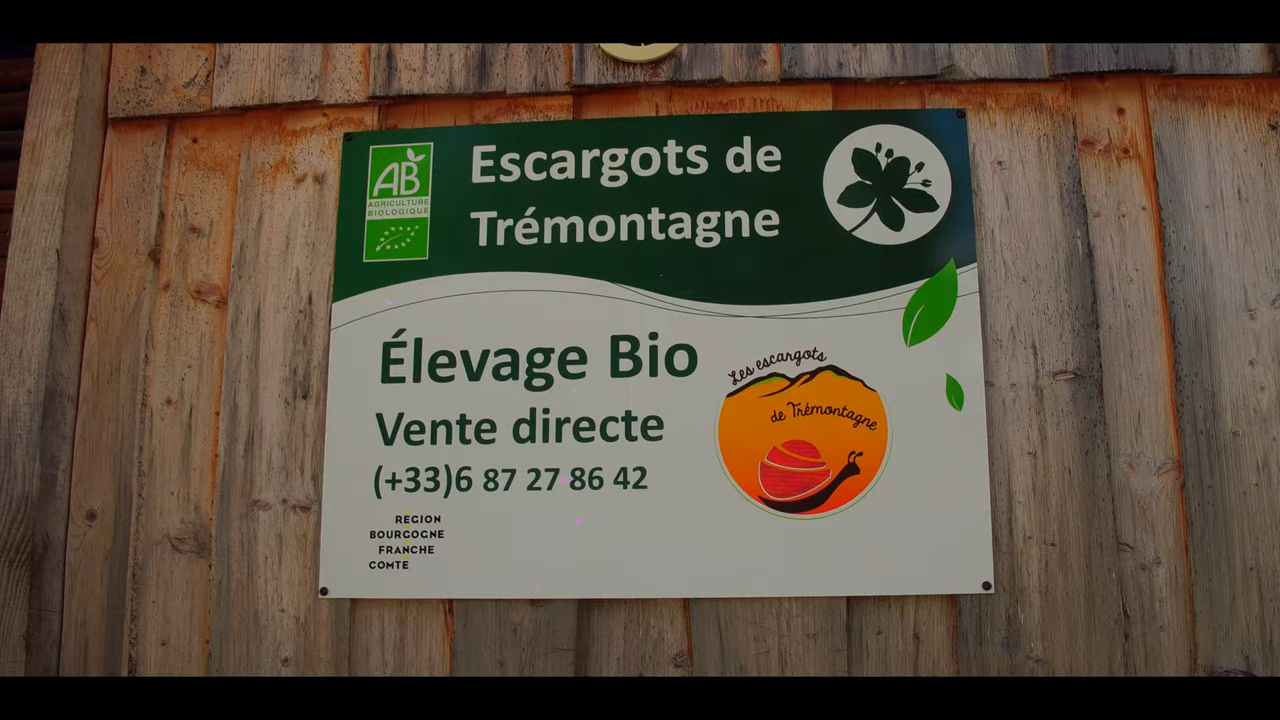 AB
AGRICULTURE
BIOLOGIQUE
Escargots de
Trémontagne
Élevage Bio
Vente directe
(+33)6 87 27 86 42
Les escargots
de Trémontagne
REGION
BOURGOGNE
FRANCHE
COMTE